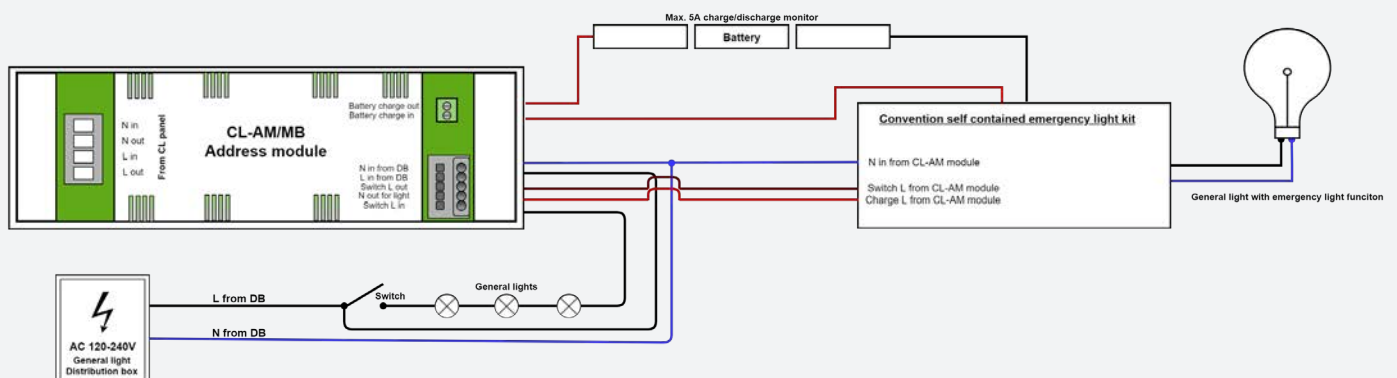 Max. 5A charge/discharge monitor
Battery
Battery charge out
Battery charge in
N in
N out
L in
L out
From CL panel
CL-AM/MB
Address module
N in from DB
L in from DB
Switch L out
N out for light
Switch L in
Convention self contained emergency light kit
N in from CL-AM module
Switch L from CL-AM module
Charge L from CL-AM module
General light with emergency light funciton
L from DB
Switch
General lights
N from DB
AC 120-240V
General light
Distribution box